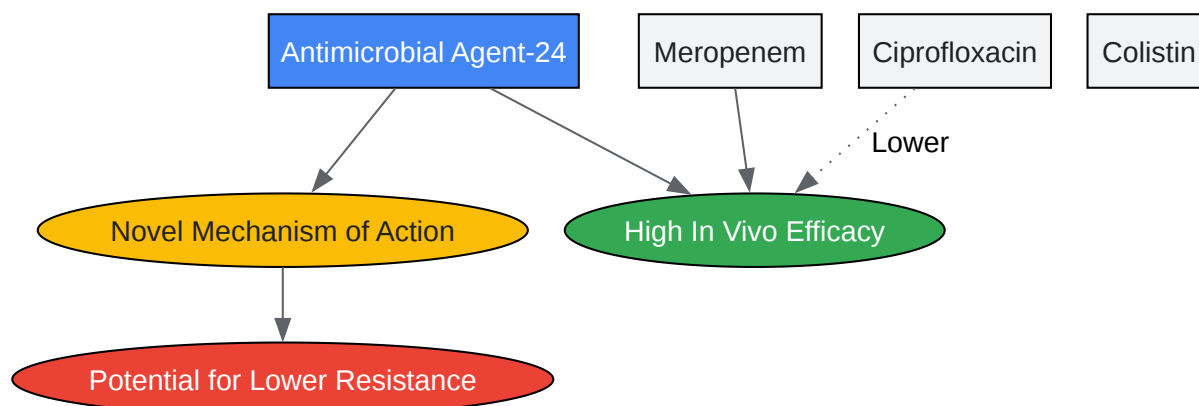 Antimicrobial Agent-24
Meropenem
Ciprofloxacin
Colistin
Lower
Novel Mechanism of Action
High In Vivo Efficacy
Potential for Lower Resistance